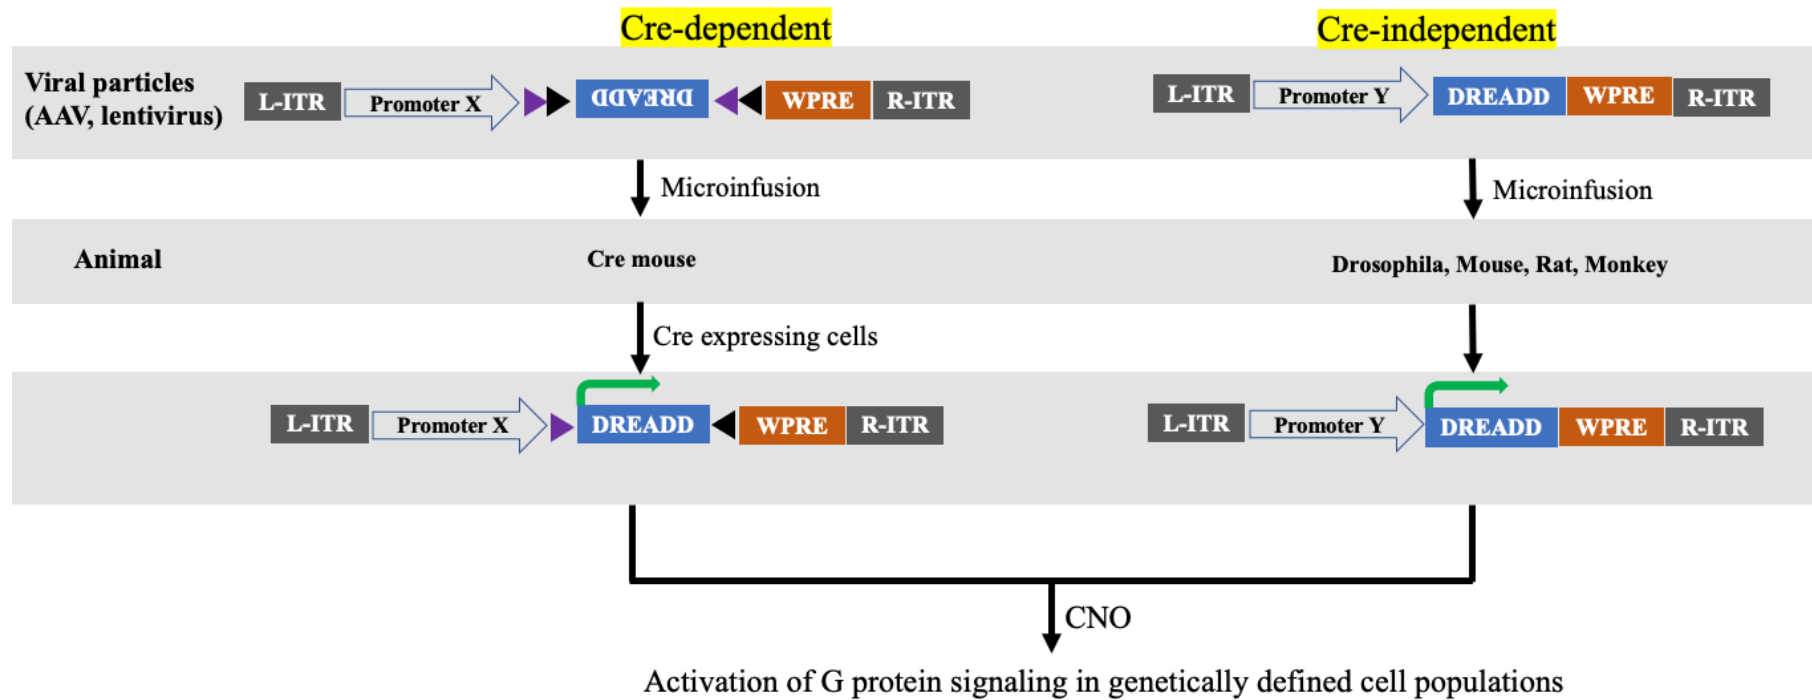 Cre-dependent
Cre-independent
Viral particles
(AAV, lentivirus)
L-ITR Promoter X DREADD WPRE R-ITR
L-ITR Promoter Y DREADD WPRE R-ITR
Microinfusion
Microinfusion
Animal
Cre mouse
Drosophila, Mouse, Rat, Monkey
Cre expressing cells
L-ITR Promoter X DREADD WPRE R-ITR
L-ITR Promoter Y DREADD WPRE R-ITR
CNO
Activation of G protein signaling in genetically defined cell populations